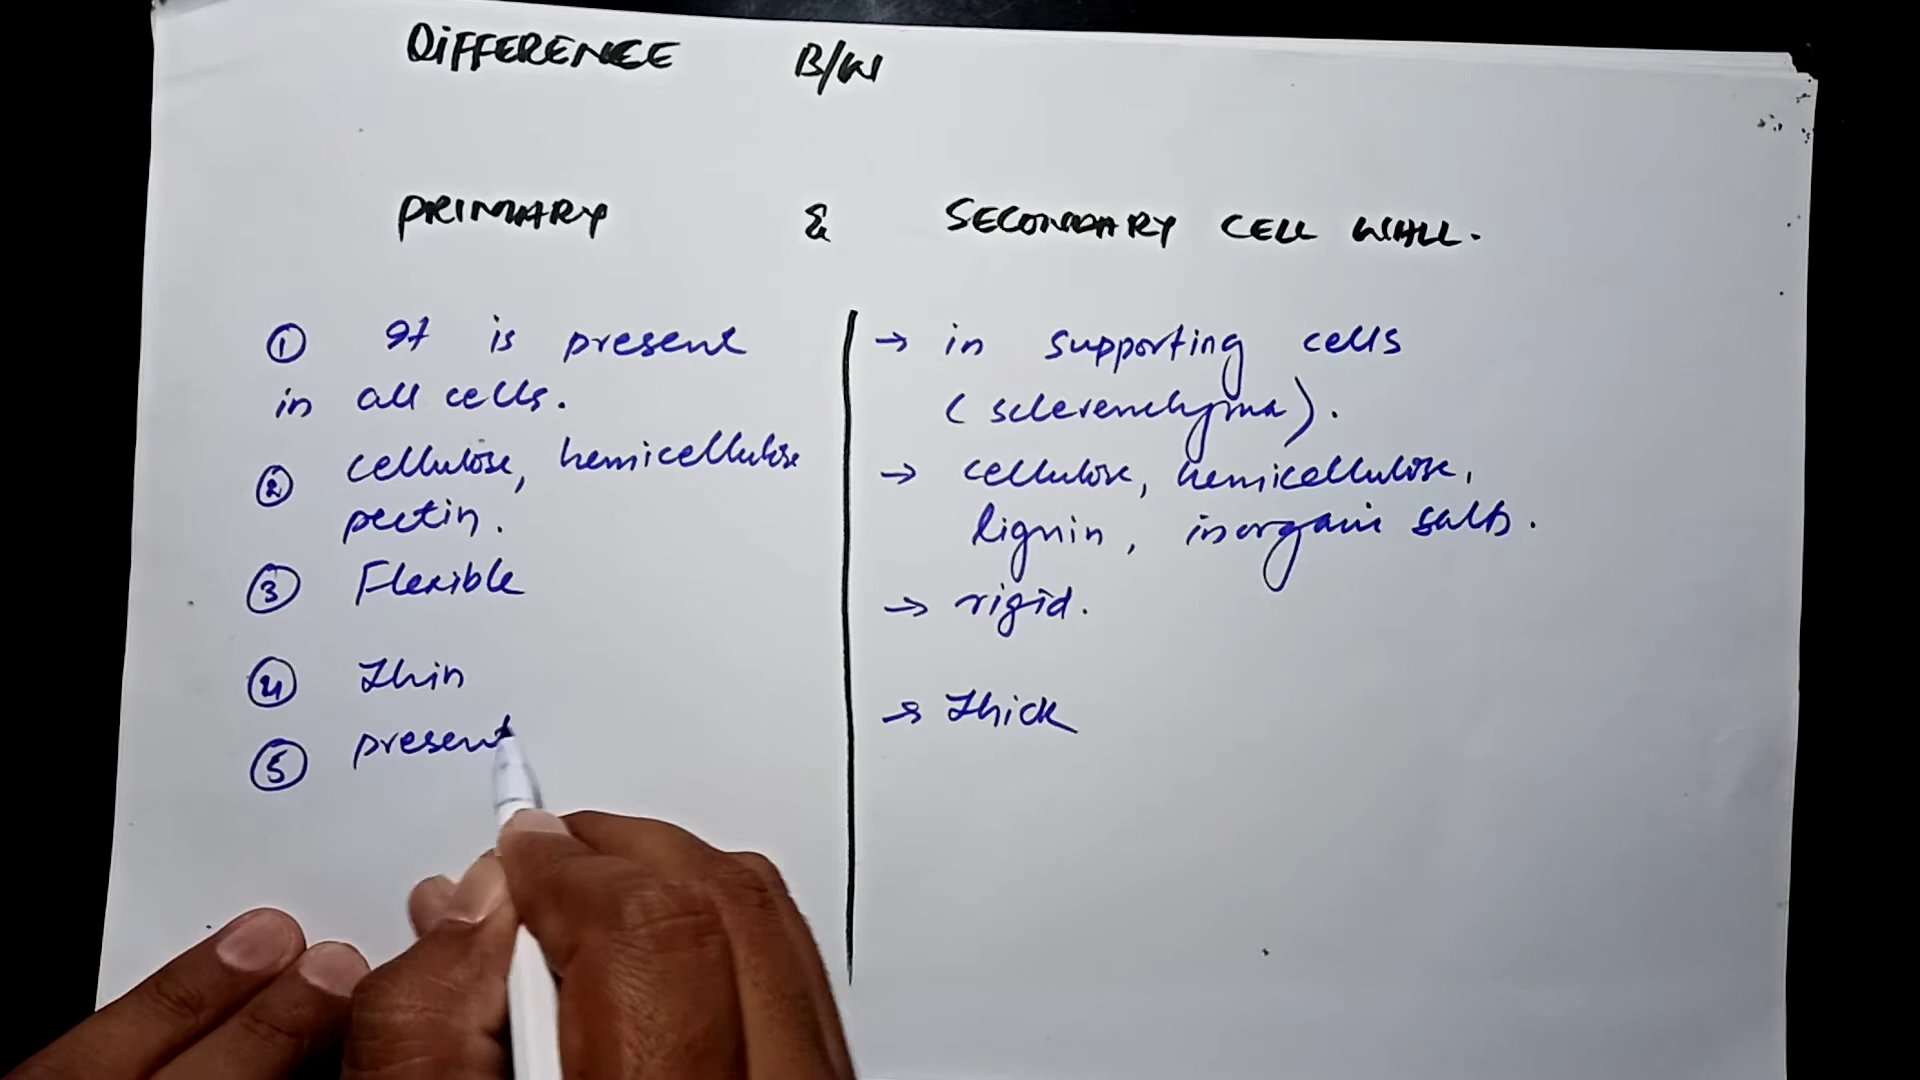 DIFFERENCE B/W
PRIMARY & SECONDARY CELL WALL.
① It is present
in all cells.
② cellulose, hemicellulose
pectin.
③ Flexible
④ Thin
⑤ present
→ in supporting cells
(sclerenchyma).
→ cellulose, hemicellulose,
lignin, inorganic salts.
→ rigid.
→ Thick